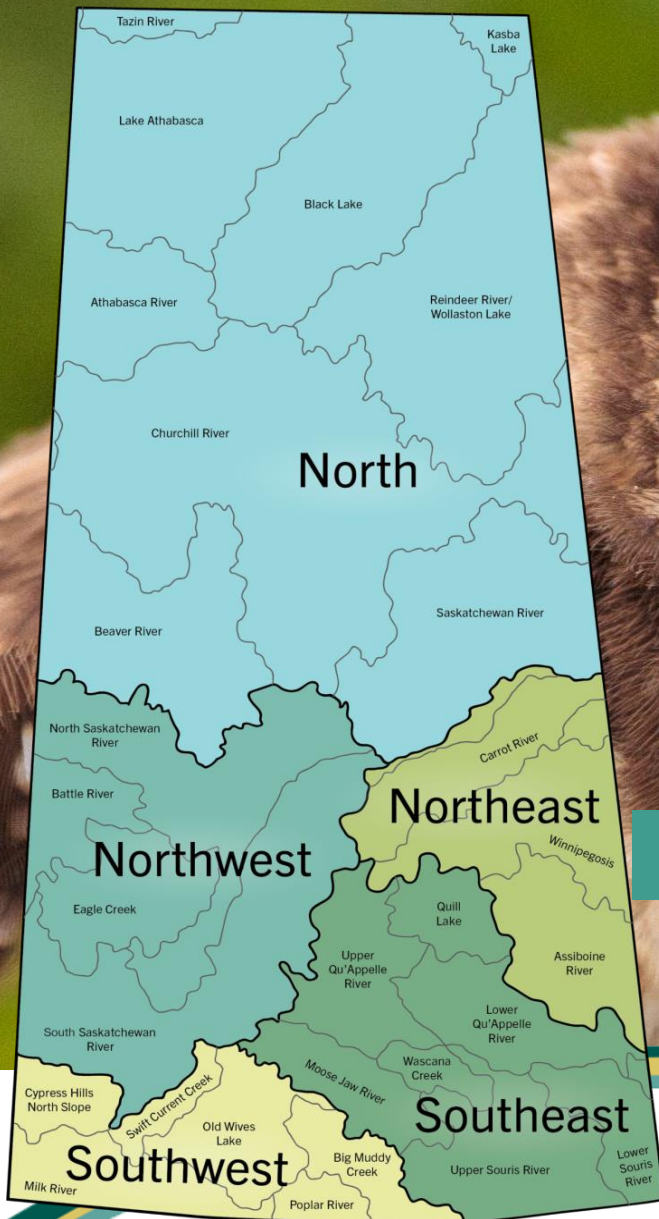 Tazin River
Kasba
Lake
Lake Athabasca
Black Lake
Athabasca River
Reindeer River/
Wollaston Lake
Churchill River
North
Beaver River
Saskatchewan River
North Saskatchewan
River
Carrot River
Battle River
Northeast
Winnipegosis
Northwest
Eagle Creek
Quill
Lake
Upper
Qu'Appelle
River
Assiboine
River
Lower
Qu'Appelle
River
South Saskatchewan
River
Wascana
Creek
Moose Jaw River
Cypress Hills
North Slope
Swift Current Creek
Southeast
Old Wives
Lake
Southwest
Big Muddy
Creek
Upper Souris River
Lower
Souris
River
Milk River
Poplar River